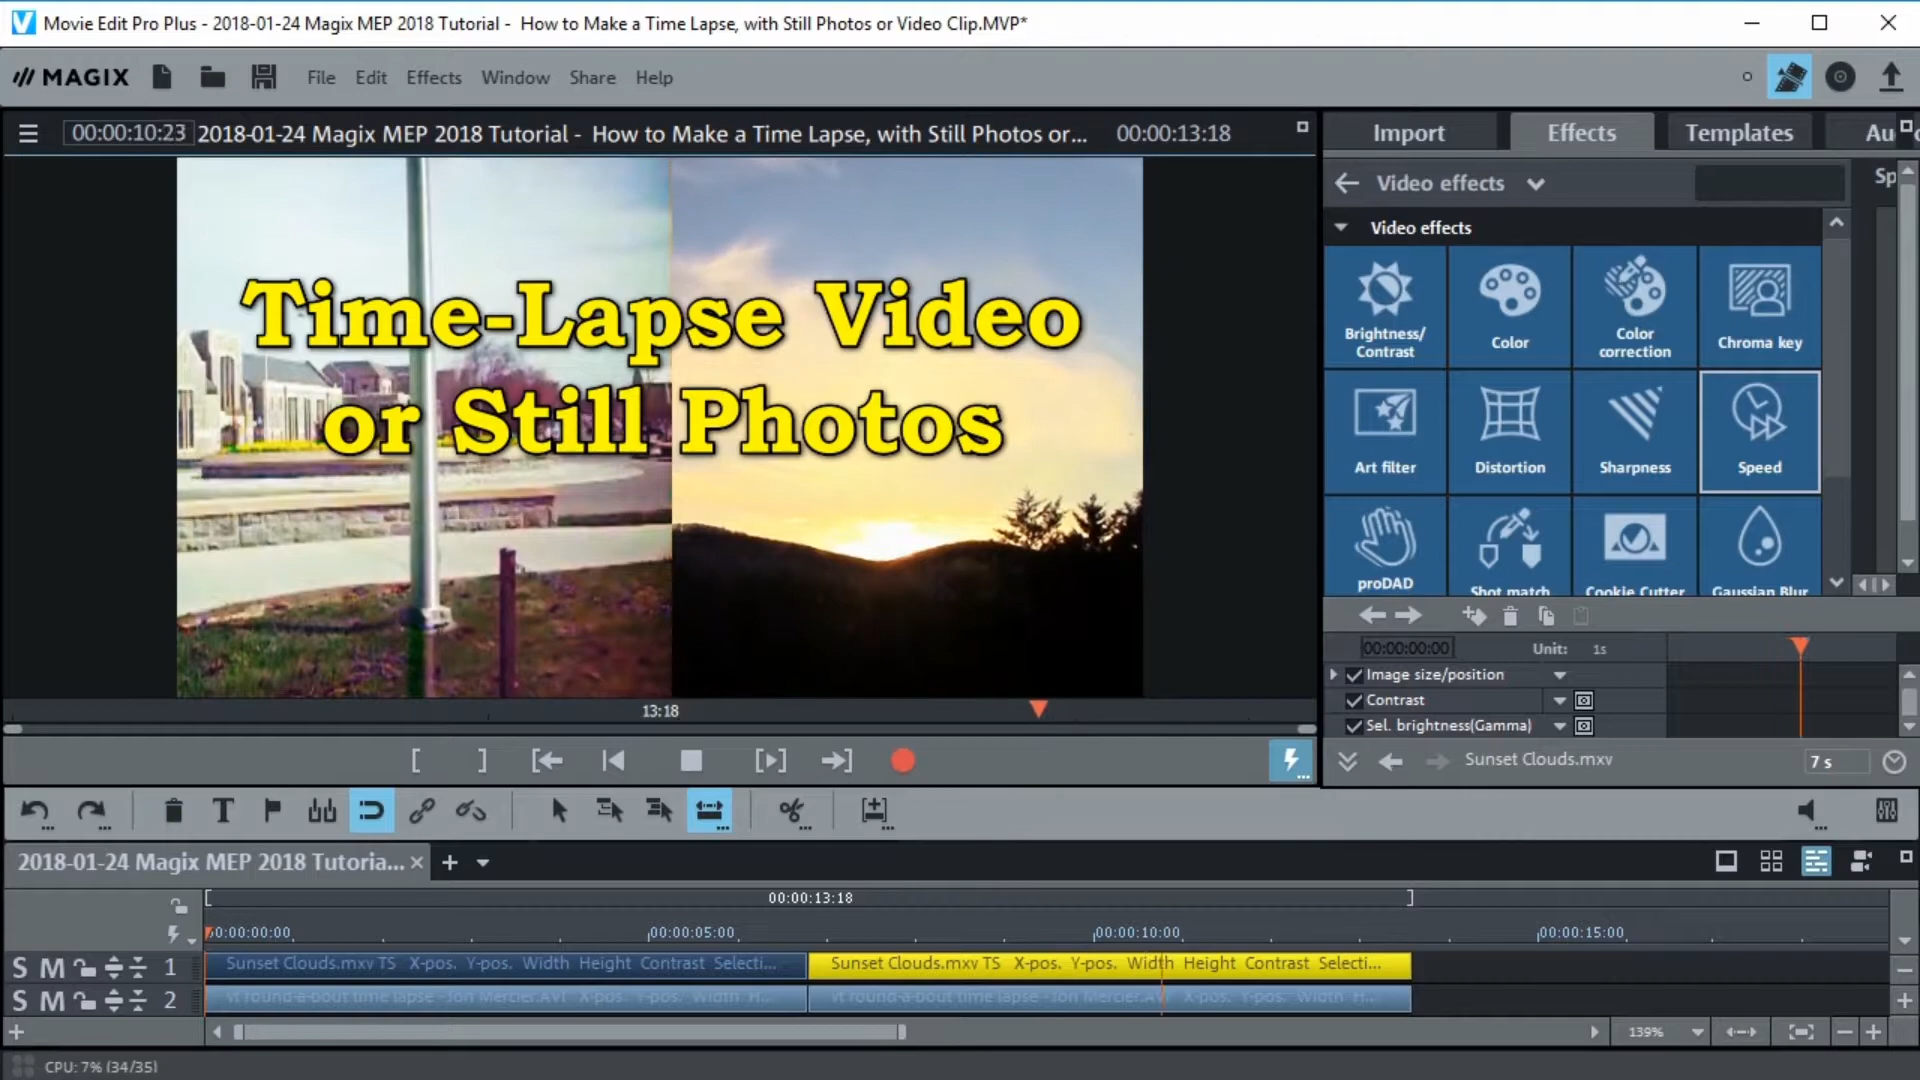 Movie Edit Pro Plus - 2018-01-24 Magix MEP 2018 Tutorial -  How to Make a Time Lapse, with Still Photos or Video Clip.MVP*
MAGIX File Edit Effects Window Share Help
00:00:10:23 2018-01-24 Magix MEP 2018 Tutorial -  How to Make a Time Lapse, with Still Photos or... 00:00:13:18
Import Effects Templates Au
Video effects Sp
Video effects
Time-Lapse Video
or Still Photos
Brightness/
Contrast
Color
Color
correction
Chroma key
Art filter Distortion Sharpness Speed
proDAD Shot match Cookie Cutter Gaussian Blur
00:00:00:00 Unit: 1s
Image size/position
Contrast
Sel. brightness(Gamma)
13:18
Sunset Clouds.mxv 7 s
2018-01-24 Magix MEP 2018 Tutoria...
00:00:13:18
00:00:00:00 00:00:05:00 00:00:10:00 00:00:15:00
S M 1 Sunset Clouds.mxv TS X-pos. Y-pos. Width Height Contrast Selecti... Sunset Clouds.mxv TS X-pos. Y-pos. Width Height Contrast Selecti...
S M 2 vt round-a-bout time lapse -Jon Mercier.AVI X-pos. Y-pos. Width H... vt round-a-bout time lapse -Jon Mercier.AVI X-pos. Y-pos. Width H...
139%
CPU: 7% (34/35)